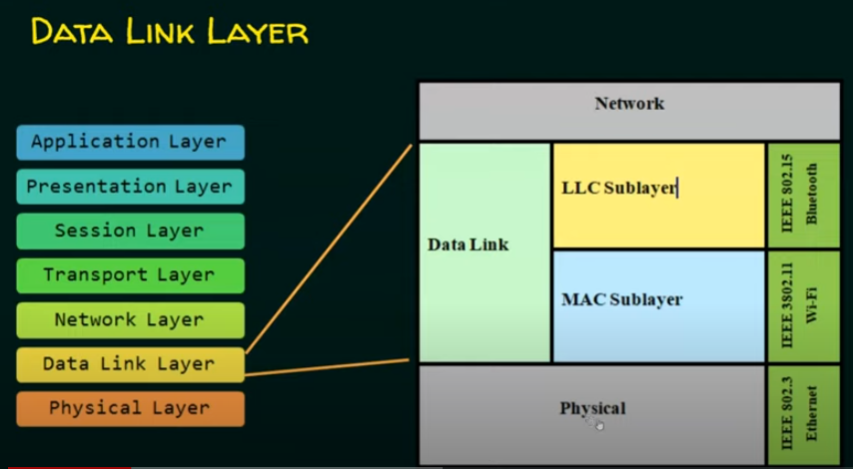 DATA LINK LAYER
Application Layer
Presentation Layer
Session Layer
Transport Layer
Network Layer
Data Link Layer
Physical Layer
Network
Data Link
LLC Sublayer
MAC Sublayer
Physical
IEEE 802.15
Bluetooth
IEEE 3802.11
Wi-Fi
IEEE 802.3
Ethernet